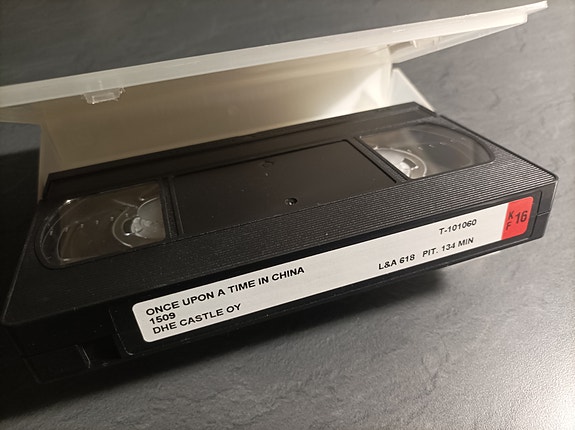 ONCE UPON A TIME IN CHINA
1509
DHE CASTLE OY
T-101060
L&A 618 PIT. 134 MIN
K F 16